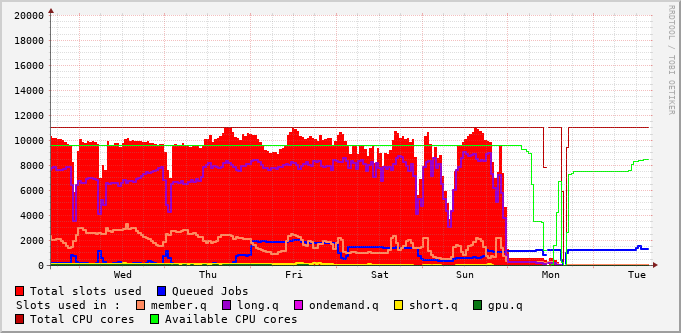 20000
18000
16000
14000
12000
10000
8000
6000
4000
2000
0
Wed Thu Fri Sat Sun Mon Tue
Total slots used Queued Jobs
Slots used in : member.q long.q ondemand.q short.q gpu.q
Total CPU cores Available CPU cores
RRDTOOL / TOBI OETIKER